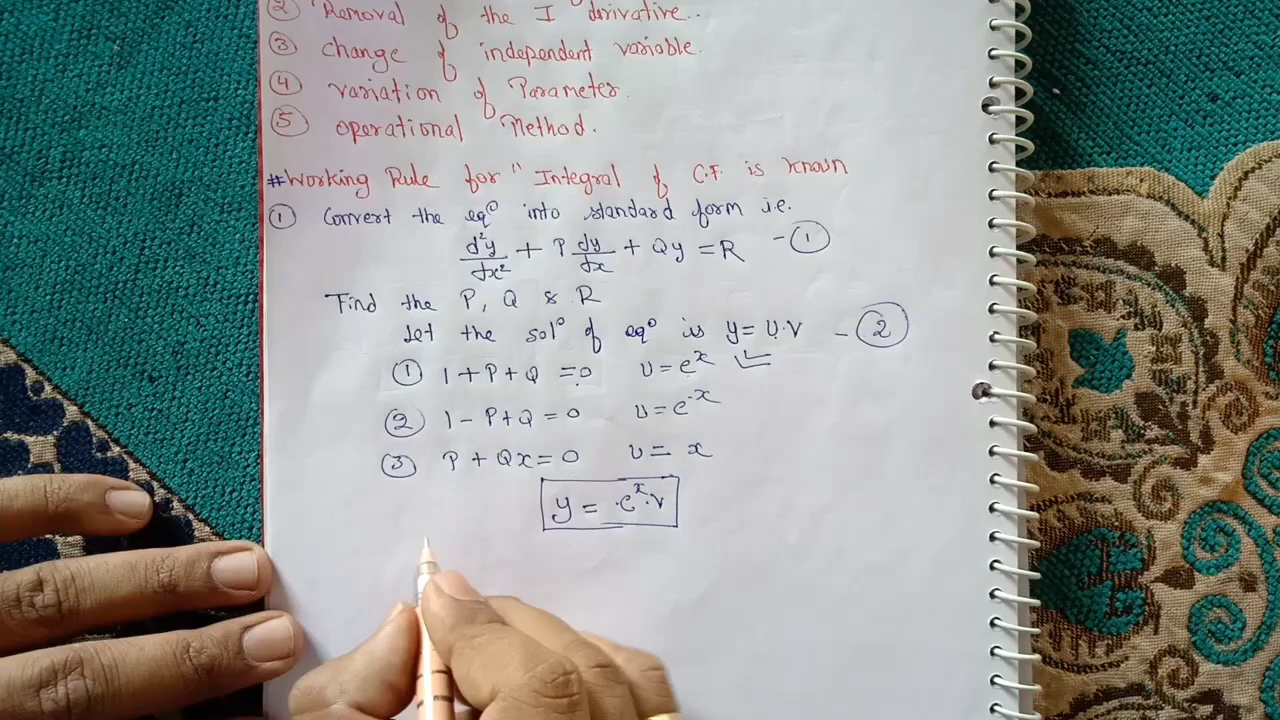 ② Removal of the I derivative..
③ change of independent variable.
④ variation of Parameter.
⑤ operational Method.
#Working Rule for " Integral of C.F. is known
① Convert the eqⁿ into standard form i.e.
d²y/dx² + P dy/dx + Qy = R - ①
Find the P, Q & R
Let the solⁿ of eqⁿ is y = U.V - ②
① 1+P+Q = 0 u = e^x
② 1 - P+Q = 0 u = e^-x
③ P + Qx = 0 u = x
y = .e^x.v